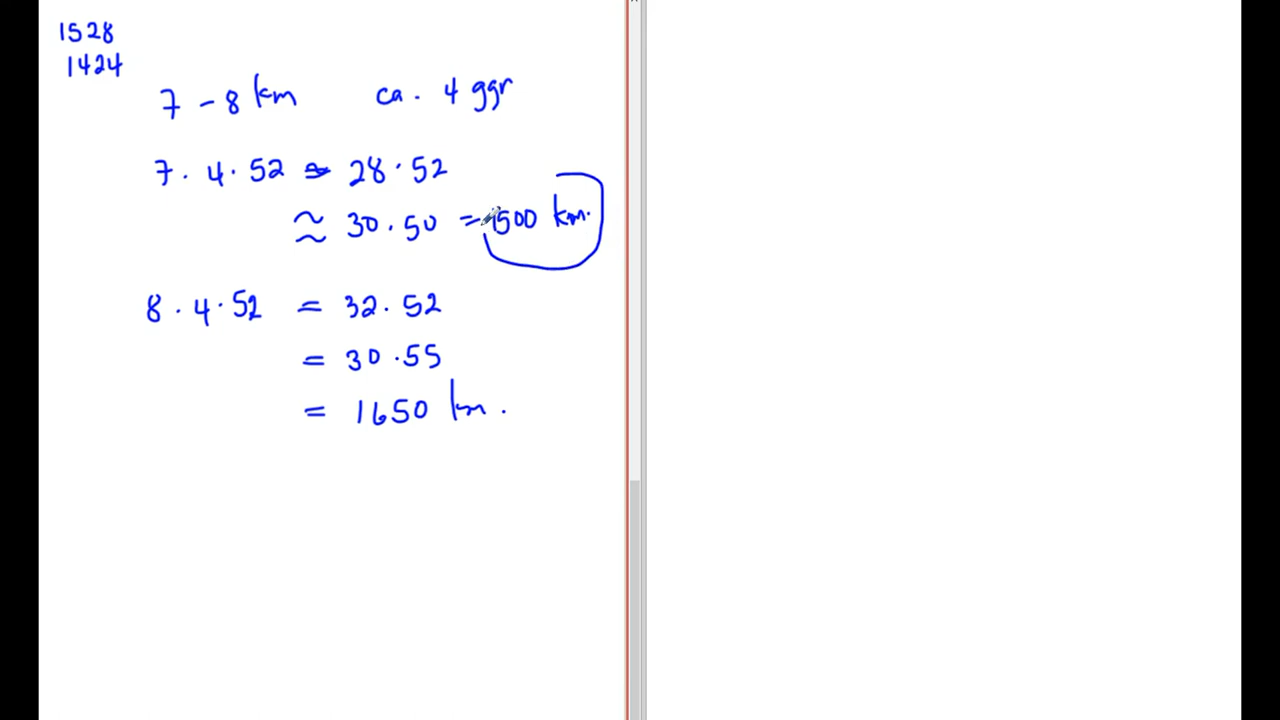 1528
1424
7 - 8 km ca. 4 ggr
7 · 4 · 52 ≈ 28 · 52
≈ 30 · 50 = 1500 km.
8 · 4 · 52 = 32 · 52
= 30 · 55
= 1650 km.